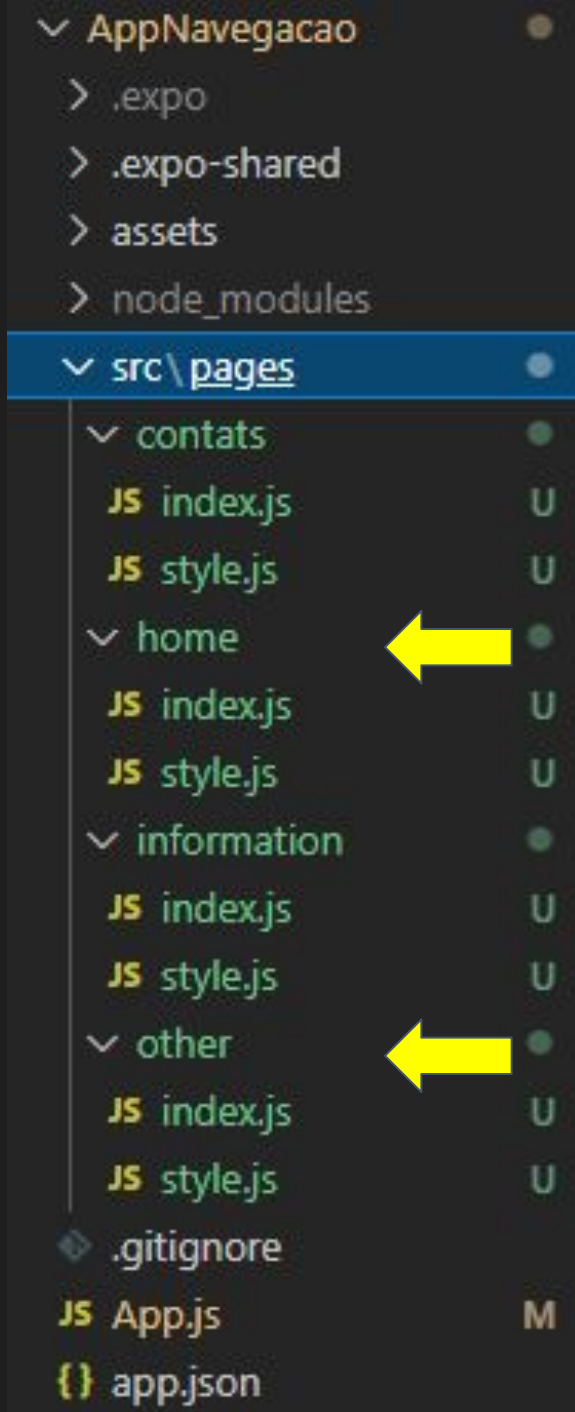 AppNavegacao
.expo
.expo-shared
assets
node_modules
src\pages
contats
JS index.js U
JS style.js U
home
JS index.js U
JS style.js U
information
JS index.js U
JS style.js U
other
JS index.js U
JS style.js U
.gitignore
JS App.js M
{} app.json